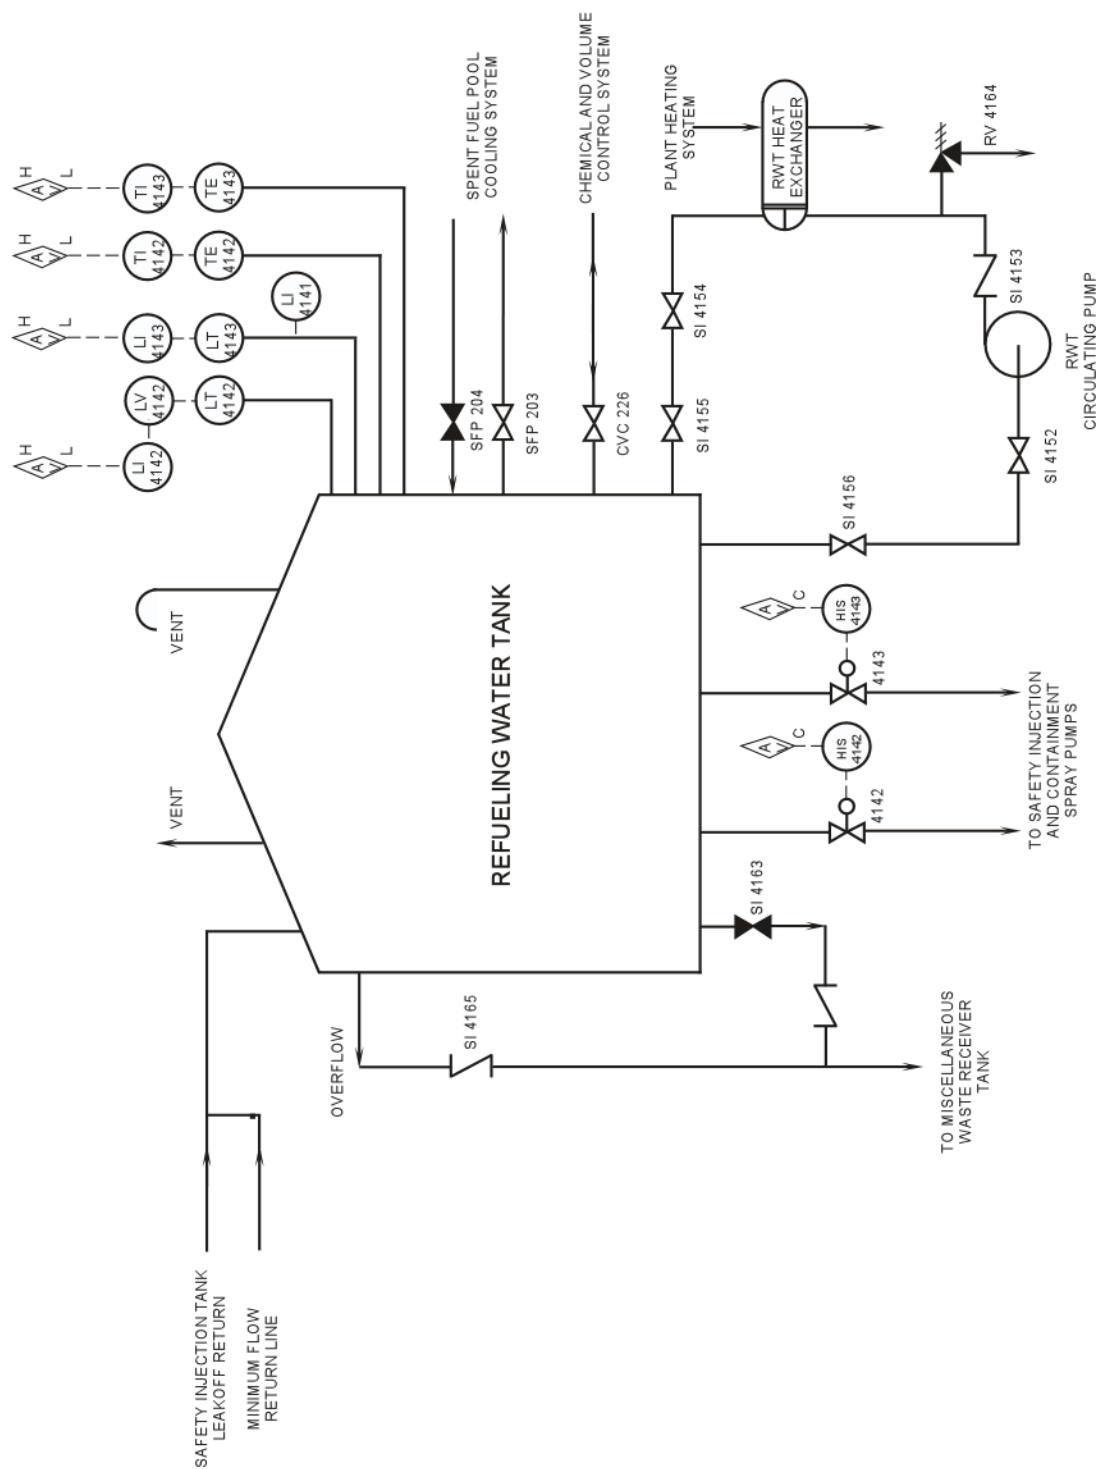 SAFETY INJECTION TANK
LEAKOFF RETURN
MINIMUM FLOW
RETURN LINE
OVERFLOW
SI 4165
TO MISCELLANEOUS
WASTE RECEIVER
TANK
SI 4163
VENT
VENT
REFUELING WATER TANK
H
A
L
LI
4142
LV
4142
LT
4142
H
A
L
LI
4143
LT
4143
LI
4141
H
A
L
TI
4142
TE
4142
H
A
L
TI
4143
TE
4143
SPENT FUEL POOL
COOLING SYSTEM
SFP 204
SFP 203
CHEMICAL AND VOLUME
CONTROL SYSTEM
CVC 226
PLANT HEATING
SYSTEM
SI 4155
SI 4154
RWT HEAT
EXCHANGER
RV 4164
SI 4153
RWT
CIRCULATING PUMP
SI 4152
SI 4156
A
C
HIS
4143
4143
A
C
HIS
4142
4142
TO SAFETY INJECTION
AND CONTAINMENT
SPRAY PUMPS